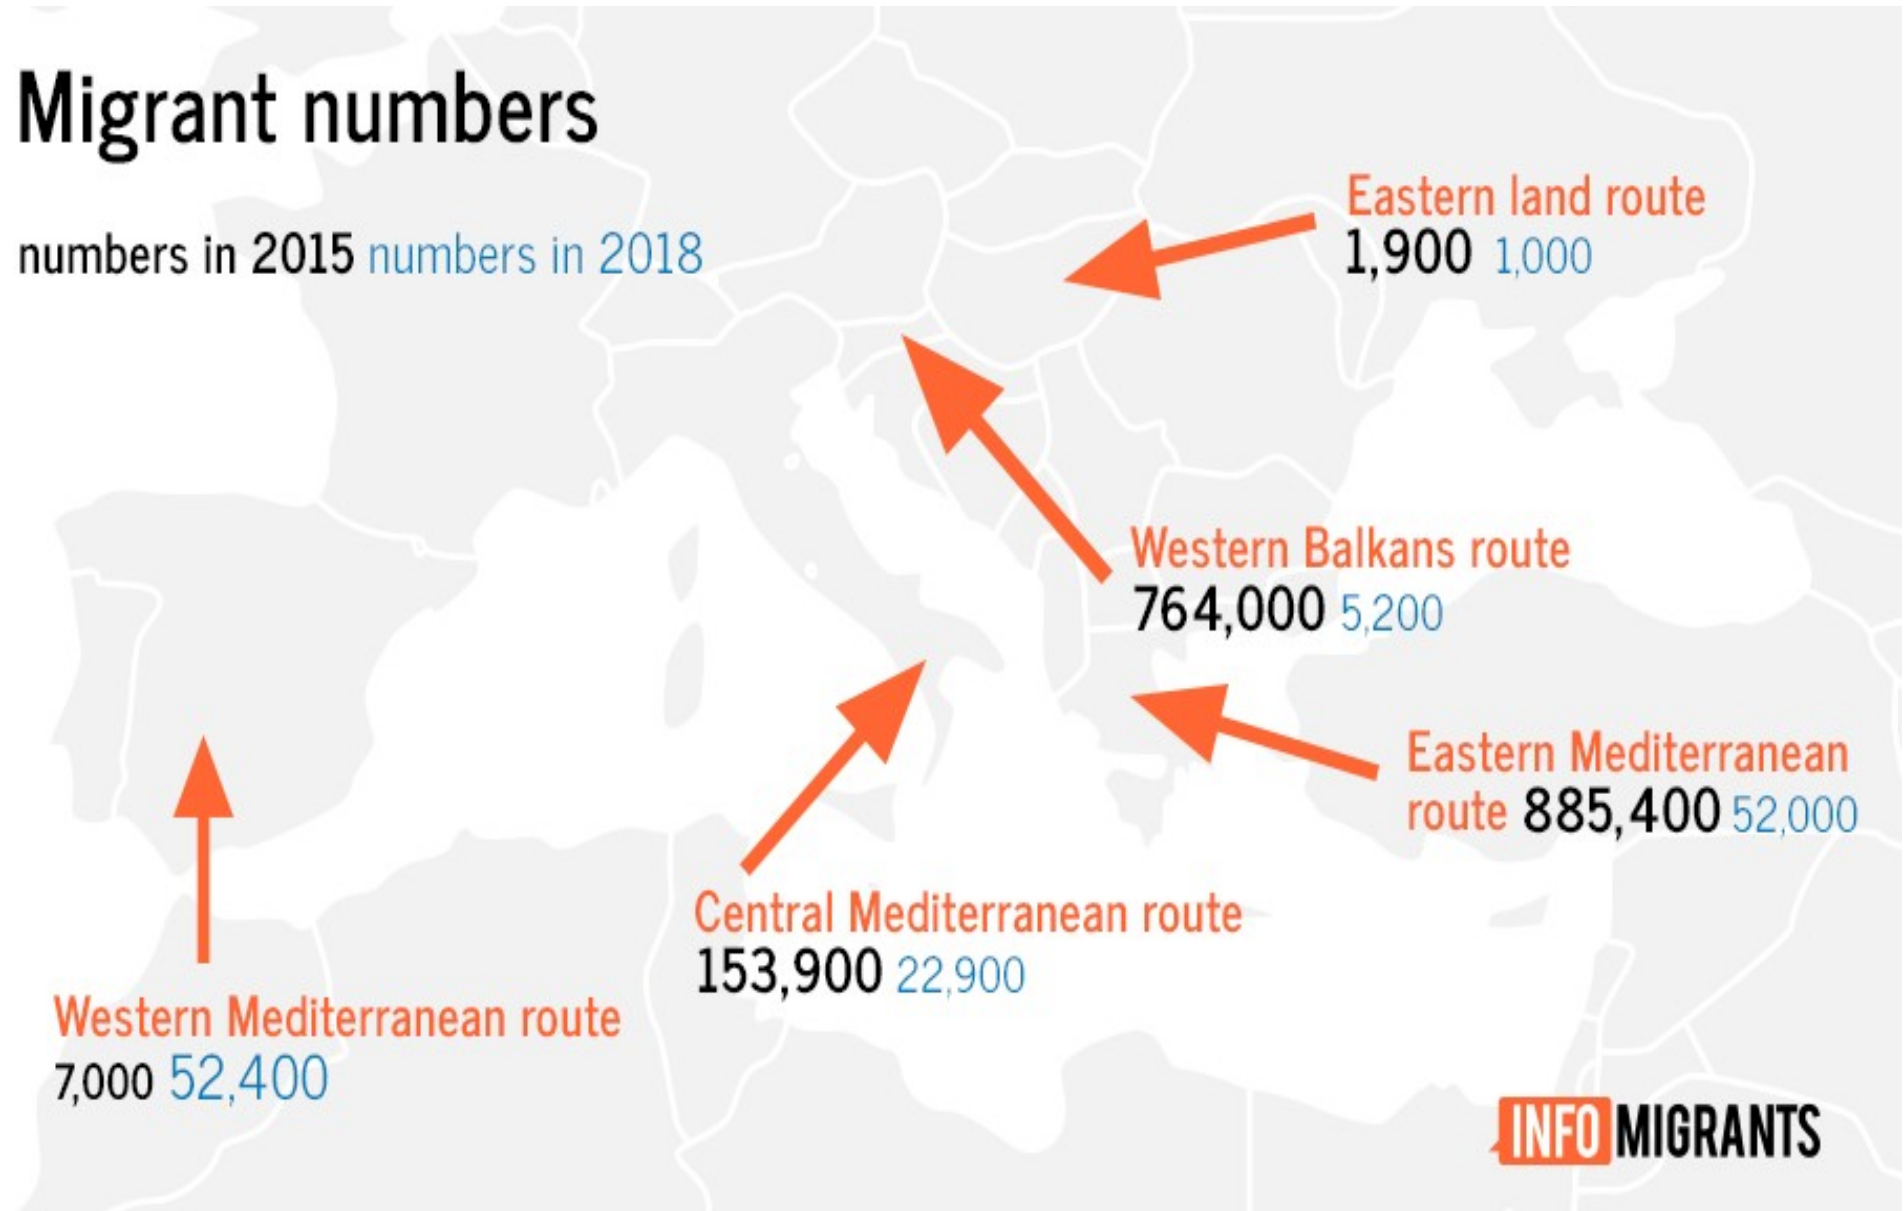 Migrant numbers
numbers in 2015 numbers in 2018
Eastern land route
1,900 1,000
Western Balkans route
764,000 5,200
Eastern Mediterranean
route 885,400 52,000
Central Mediterranean route
153,900 22,900
Western Mediterranean route
7,000 52,400
INFO MIGRANTS